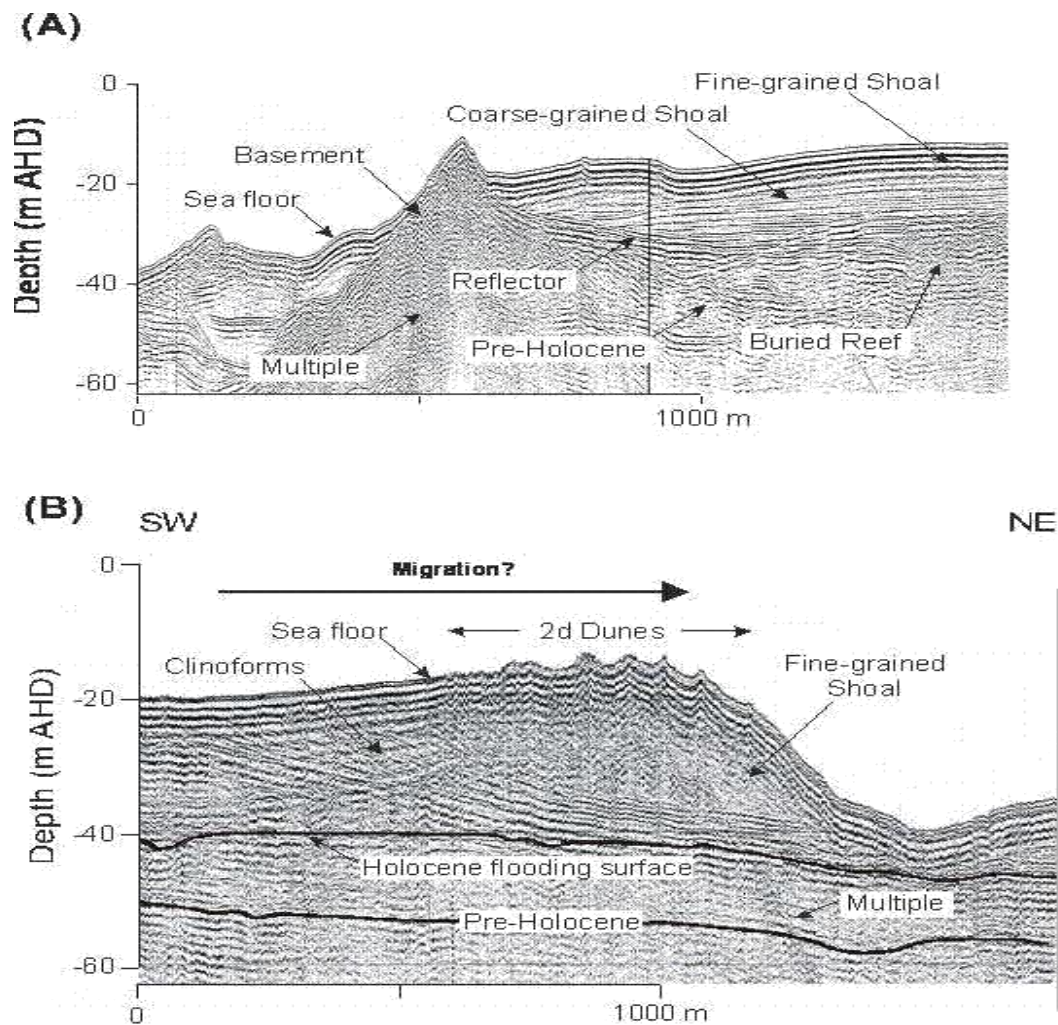 (A)
0
Fine-grained Shoal
Coarse-grained Shoal
Basement
-20
Sea floor
Depth (m AHD)
-40
Reflector
Pre-Holocene
Buried Reef
Multiple
-60
0
1000 m
(B)
SW
NE
0
Migration?
Sea floor
2d Dunes
Clinoforms
Fine-grained
Shoal
-20
Depth (m AHD)
-40
Holocene flooding surface
Multiple
Pre-Holocene
-60
0
1000 m